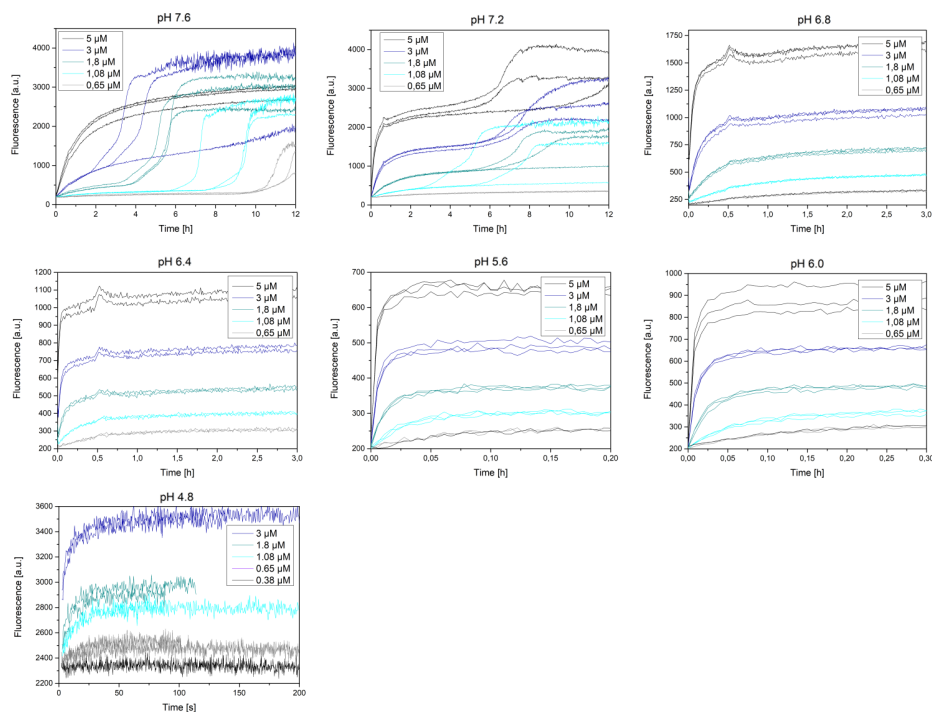 pH 7.6
5 µM
3 µM
1,8 µM
1,08 µM
0,65 µM
4000
3000
2000
1000
0
0 2 4 6 8 10 12
Fluorescence [a.u.]
Time [h]
pH 7.2
5 µM
3 µM
1,8 µM
1,08 µM
0,65 µM
4000
3000
2000
1000
0
0 2 4 6 8 10 12
Fluorescence [a.u.]
Time [h]
pH 6.8
5 µM
3 µM
1,8 µM
1,08 µM
0,65 µM
1750
1500
1250
1000
750
500
250
0,0 0,5 1,0 1,5 2,0 2,5 3,0
Fluorescence [a.u.]
Time [h]
pH 6.4
5 µM
3 µM
1,8 µM
1,08 µM
0,65 µM
1200
1100
1000
900
800
700
600
500
400
300
200
0,0 0,5 1,0 1,5 2,0 2,5 3,0
Fluorescence [a.u.]
Time [h]
pH 5.6
5 µM
3 µM
1,8 µM
1,08 µM
0,65 µM
700
600
500
400
300
200
0,00 0,05 0,10 0,15 0,20
Fluorescence [a.u.]
Time [h]
pH 6.0
5 µM
3 µM
1,8 µM
1,08 µM
0,65 µM
1000
900
800
700
600
500
400
300
200
0,00 0,05 0,10 0,15 0,20 0,25 0,30
Fluorescence [a.u.]
Time [h]
pH 4.8
3 µM
1.8 µM
1.08 µM
0.65 µM
0.38 µM
3600
3400
3200
3000
2800
2600
2400
2200
0 50 100 150 200
Fluorescence [a.u.]
Time [s]